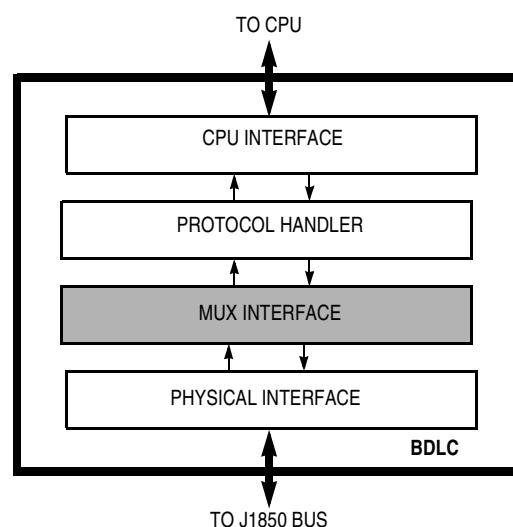 TO CPU
CPU INTERFACE
PROTOCOL HANDLER
MUX INTERFACE
PHYSICAL INTERFACE
BDLC
TO J1850 BUS